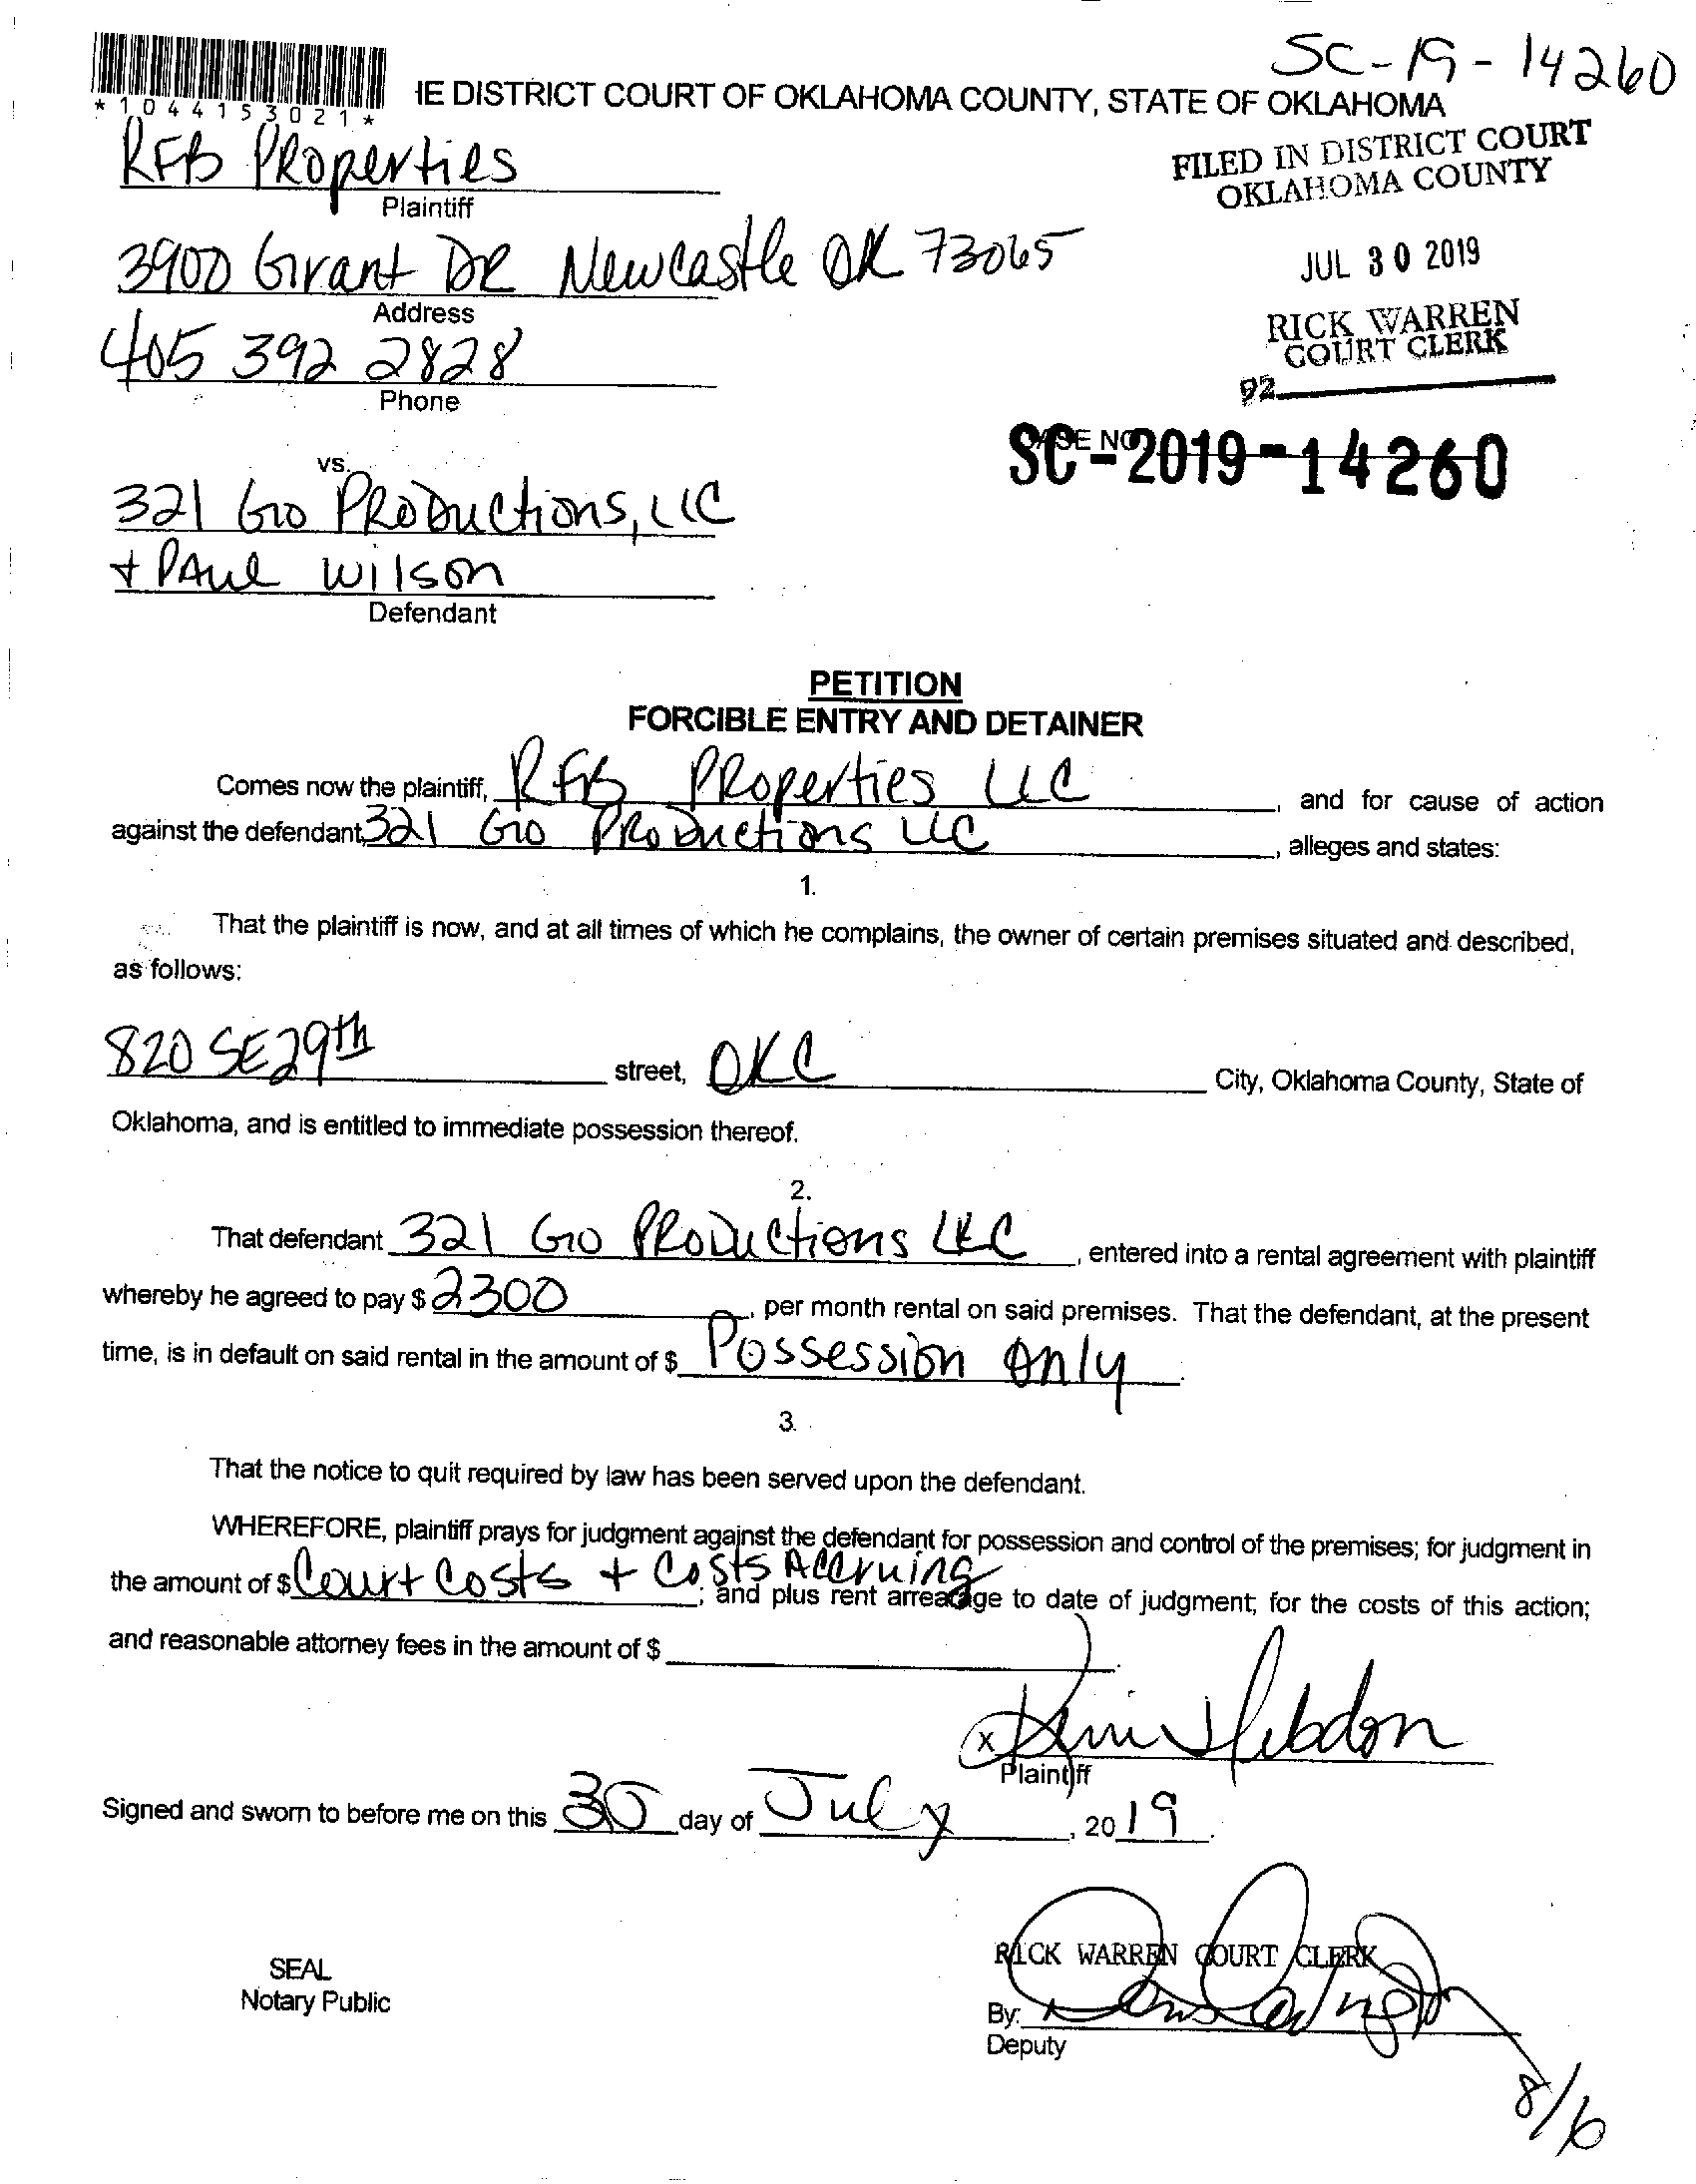 SC-19-14260
*1044153021*
IE DISTRICT COURT OF OKLAHOMA COUNTY, STATE OF OKLAHOMA
RFB Properties
Plaintiff
FILED IN DISTRICT COURT
OKLAHOMA COUNTY
3900 Grant DR Newcastle OK 73065
Address
JUL 30 2019
405 392 2828
Phone
RICK WARREN
COURT CLERK
92
vs.
SC-2019-14260
321 Go PRoDuctions, LLC
+ PAul Wilson
Defendant
PETITION
FORCIBLE ENTRY AND DETAINER
Comes now the plaintiff, RFB PRoperties LLC, and for cause of action
against the defendant, 321 Go PRoDuctions LLC, alleges and states:
1.
That the plaintiff is now, and at all times of which he complains, the owner of certain premises situated and described,
as follows:
820 SE 29th street, OKC City, Oklahoma County, State of
Oklahoma, and is entitled to immediate possession thereof.
2.
That defendant 321 Go PRoDuctions LLC, entered into a rental agreement with plaintiff
whereby he agreed to pay $ 2300, per month rental on said premises. That the defendant, at the present
time, is in default on said rental in the amount of $ Possession Only.
3.
That the notice to quit required by law has been served upon the defendant.
WHEREFORE, plaintiff prays for judgment against the defendant for possession and control of the premises; for judgment in
the amount of $ Court Costs + Costs Accruing; and plus rent arrearage to date of judgment; for the costs of this action;
and reasonable attorney fees in the amount of $
x Kim Hebdon
Plaintiff
Signed and sworn to before me on this 30 day of July, 2019.
SEAL
Notary Public
RICK WARREN COURT CLERK
By:
Deputy
8/6